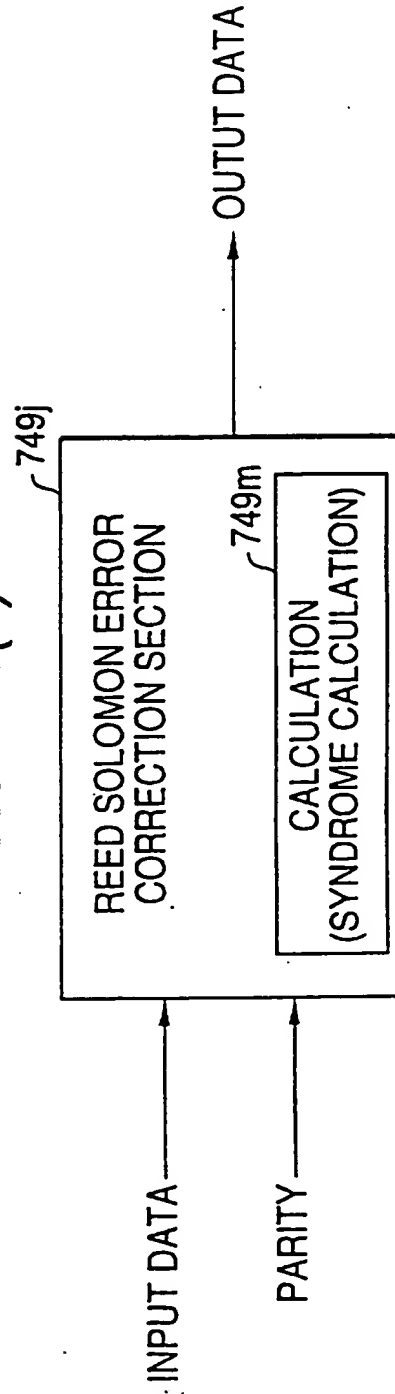 749j
REED SOLOMON ERROR
CORRECTION SECTION
749m
CALCULATION
(SYNDROME CALCULATION)
INPUT DATA
PARITY
OUTUT DATA